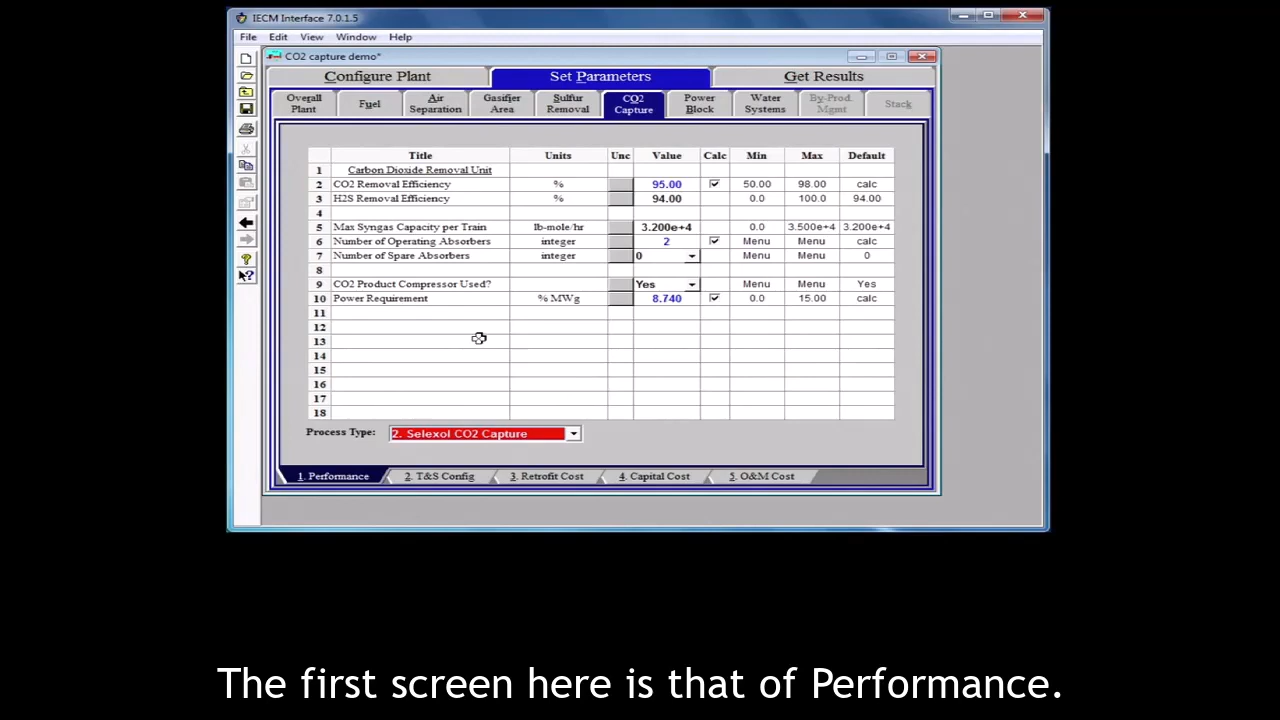 IECM Interface 7.0.1.5
File Edit View Window Help
CO2 capture demo*
Configure Plant Set Parameters Get Results
Overall Plant Fuel Air Separation Gasifier Area Sulfur Removal CO2 Capture Power Block Water Systems By-Prod. Mgmt Stack
Title Units Unc Value Calc Min Max Default
1 Carbon Dioxide Removal Unit
2 CO2 Removal Efficiency % 95.00 50.00 98.00 calc
3 H2S Removal Efficiency % 94.00 0.0 100.0 94.00
4
5 Max Syngas Capacity per Train lb-mole/hr 3.200e+4 0.0 3.500e+4 3.200e+4
6 Number of Operating Absorbers integer 2 Menu Menu calc
7 Number of Spare Absorbers integer 0 Menu Menu 0
8
9 CO2 Product Compressor Used? Yes Menu Menu Yes
10 Power Requirement % MWg 8.740 0.0 15.00 calc
11
12
13
14
15
16
17
18
Process Type: 2. Selexol CO2 Capture
1. Performance 2. T&S Config 3. Retrofit Cost 4. Capital Cost 5. O&M Cost
The first screen here is that of Performance.